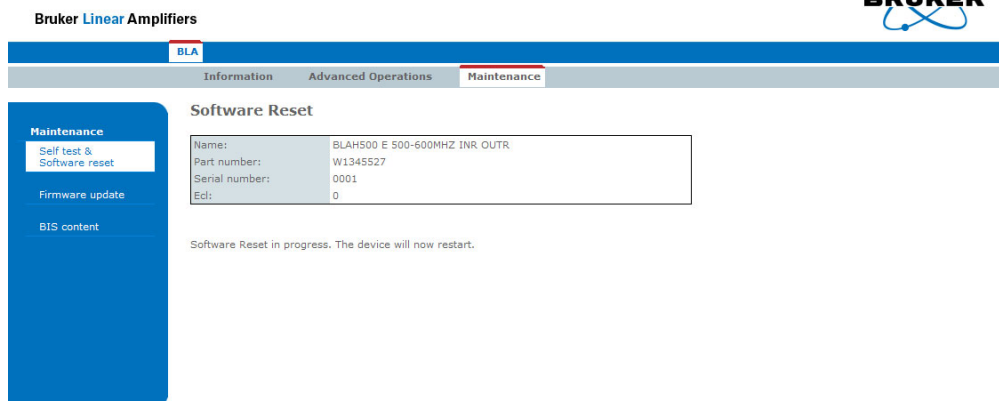 Bruker Linear Amplifiers
BRUKER
BLA
Information Advanced Operations Maintenance
Software Reset
Maintenance
Self test &
Software reset
Firmware update
BIS content
Name: BLAH500 E 500-600MHZ INR OUTR
Part number: W1345527
Serial number: 0001
Ecl: 0
Software Reset in progress. The device will now restart.